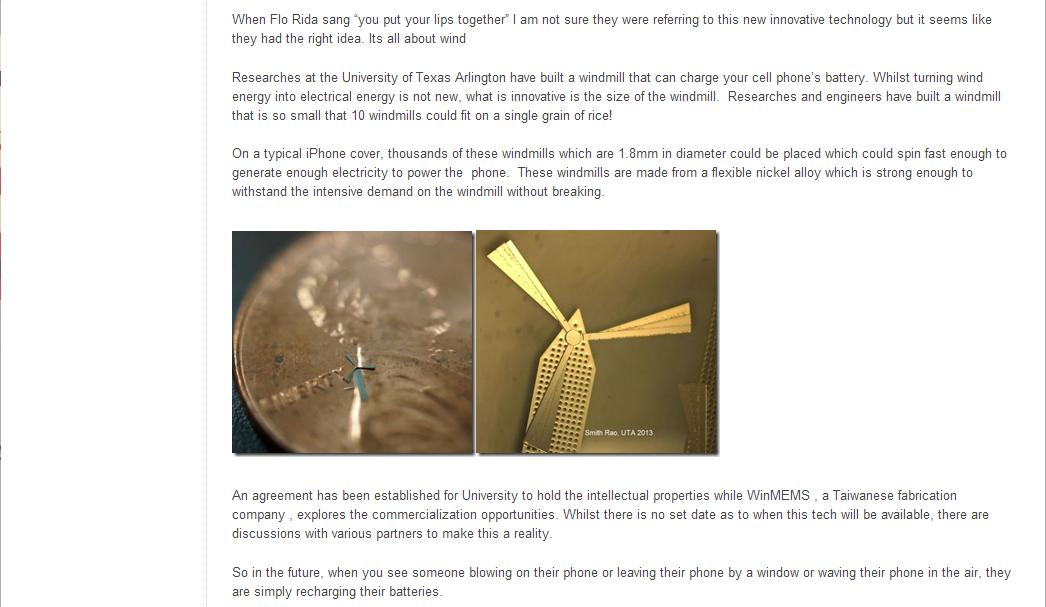 When Flo Rida sang “you put your lips together” I am not sure they were referring to this new innovative technology but it seems like
they had the right idea. Its all about wind
Researches at the University of Texas Arlington have built a windmill that can charge your cell phone’s battery. Whilst turning wind
energy into electrical energy is not new, what is innovative is the size of the windmill.  Researches and engineers have built a windmill
that is so small that 10 windmills could fit on a single grain of rice!
On a typical iPhone cover, thousands of these windmills which are 1.8mm in diameter could be placed which could spin fast enough to
generate enough electricity to power the  phone.  These windmills are made from a flexible nickel alloy which is strong enough to
withstand the intensive demand on the windmill without breaking.
LIBERTY
Smith Rao, UTA 2013
An agreement has been established for University to hold the intellectual properties while WinMEMS , a Taiwanese fabrication
company , explores the commercialization opportunities. Whilst there is no set date as to when this tech will be available, there are
discussions with various partners to make this a reality.
So in the future, when you see someone blowing on their phone or leaving their phone by a window or waving their phone in the air, they
are simply recharging their batteries.